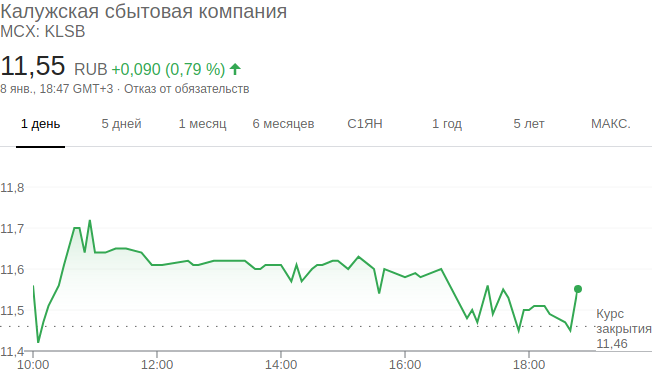 Калужская сбытовая компания
MCX: KLSB
11,55 RUB +0,090 (0,79 %)
8 янв., 18:47 GMT+3 · Отказ от обязательств
1 день 5 дней 1 месяц 6 месяцев С1ЯН 1 год 5 лет МАКС.
11,8
11,7
11,6
11,5
11,4
Курс
закрытия
11,46
10:00 12:00 14:00 16:00 18:00